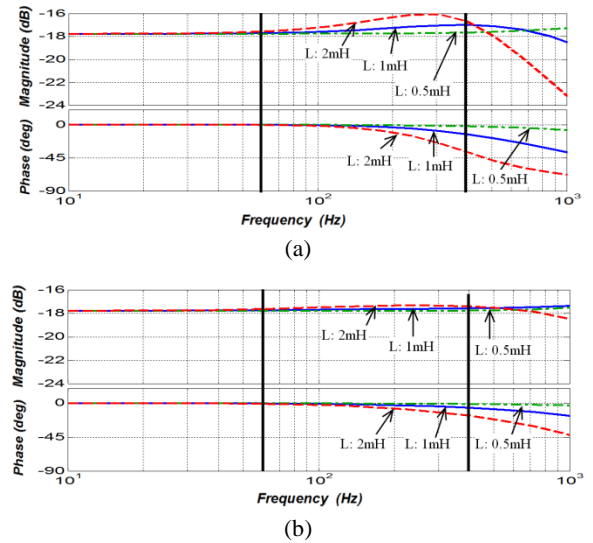 (a)
-16
-18
-20
-22
-24
Magnitude (dB)
L: 2mH
L: 1mH
L: 0.5mH
0
-45
-90
Phase (deg)
L: 2mH
L: 1mH
L: 0.5mH
10^1
10^2
10^3
Frequency (Hz)
(a)
-16
-18
-20
-22
-24
Magnitude (dB)
L: 2mH
L: 1mH
L: 0.5mH
0
-45
-90
Phase (deg)
L: 2mH
L: 1mH
L: 0.5mH
10^1
10^2
10^3
Frequency (Hz)
(b)